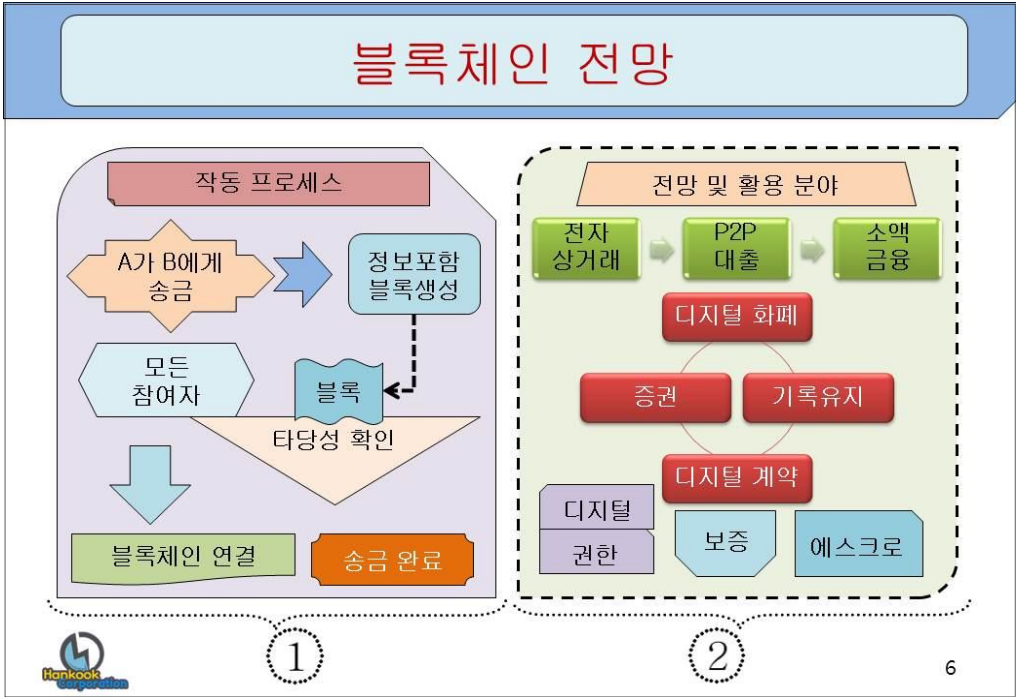 블록체인 전망
작동 프로세스
A가 B에게
송금
정보포함
블록생성
모든
참여자
블록
타당성 확인
블록체인 연결
송금 완료
①
전망 및 활용 분야
전자
상거래
P2P
대출
소액
금융
디지털 화폐
증권
기록유지
디지털 계약
디지털
권한
보증
에스크로
②
Hankook
Corporation
6